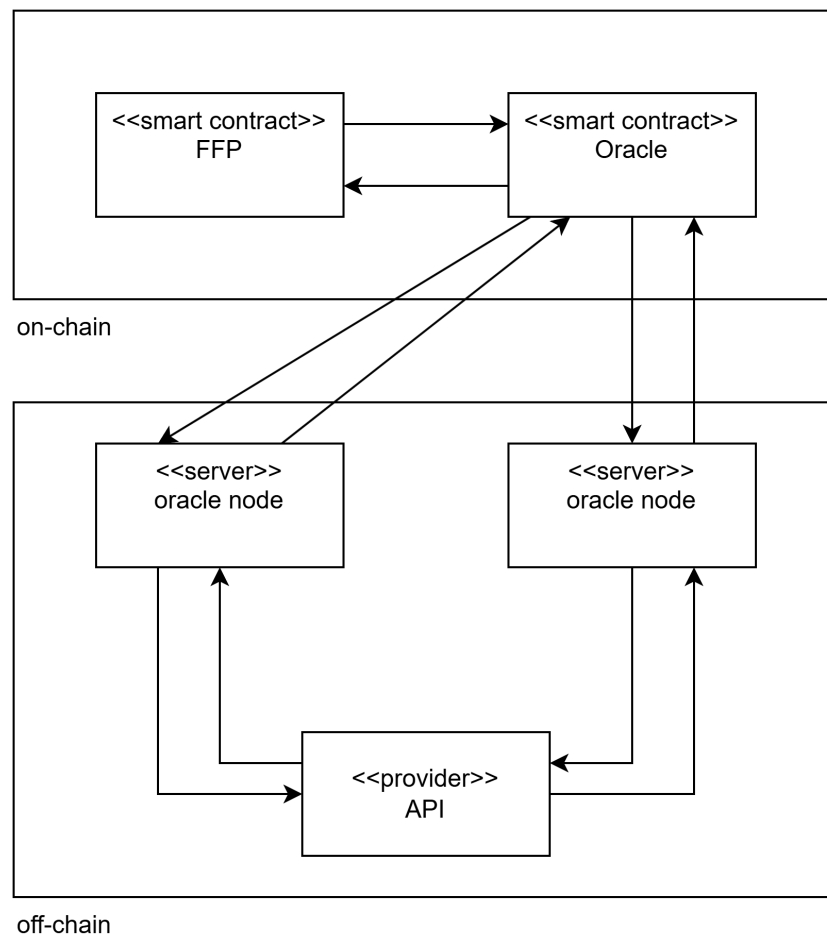 <<smart contract>>
FFP
<<smart contract>>
Oracle
on-chain
<<server>>
oracle node
<<server>>
oracle node
<<provider>>
API
off-chain